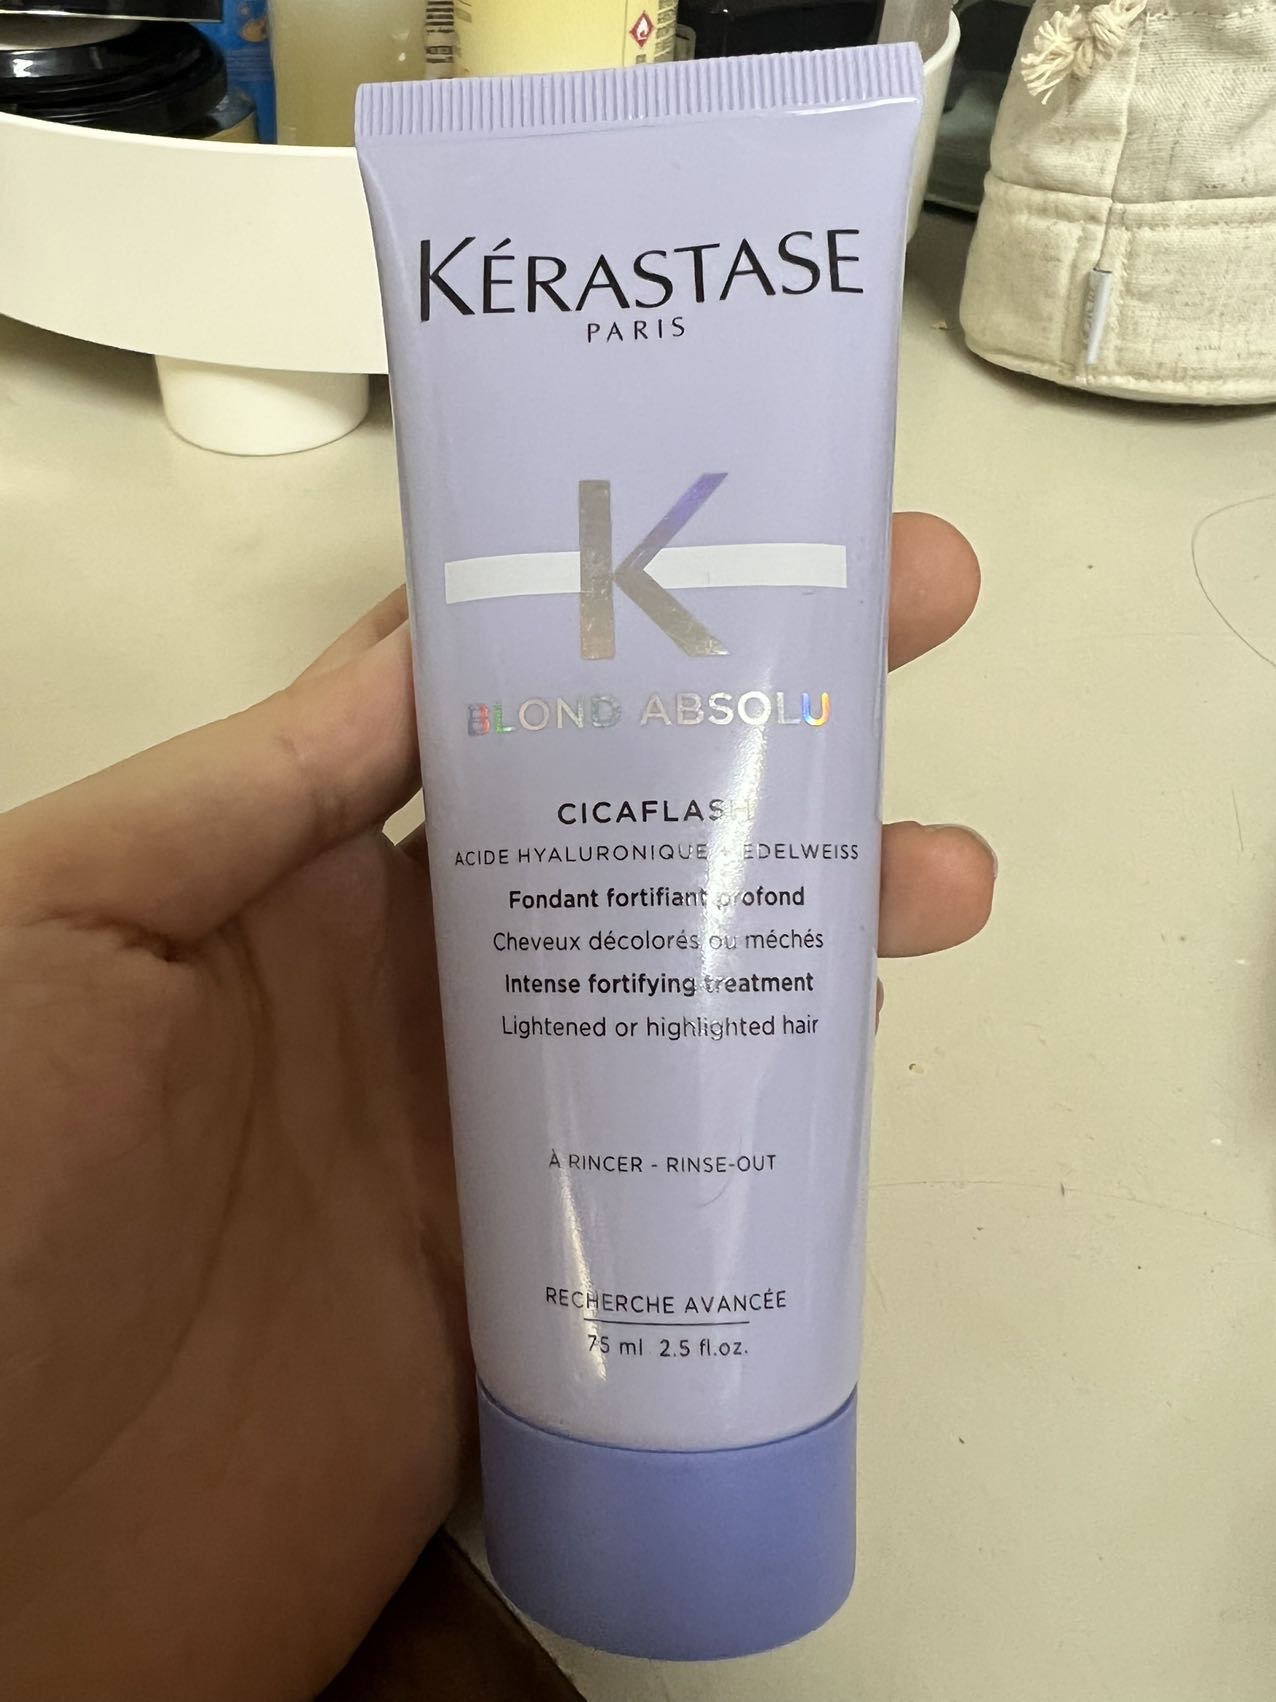 KÉRASTASE
PARIS
K
BLOND ABSOLU
CICAFLASH
ACIDE HYALURONIQUE + EDELWEISS
Fondant fortifiant profond
Cheveux décolorés ou méchés
Intense fortifying treatment
Lightened or highlighted hair
À RINCER - RINSE-OUT
RECHERCHE AVANCÉE
75 ml 2.5 fl.oz.